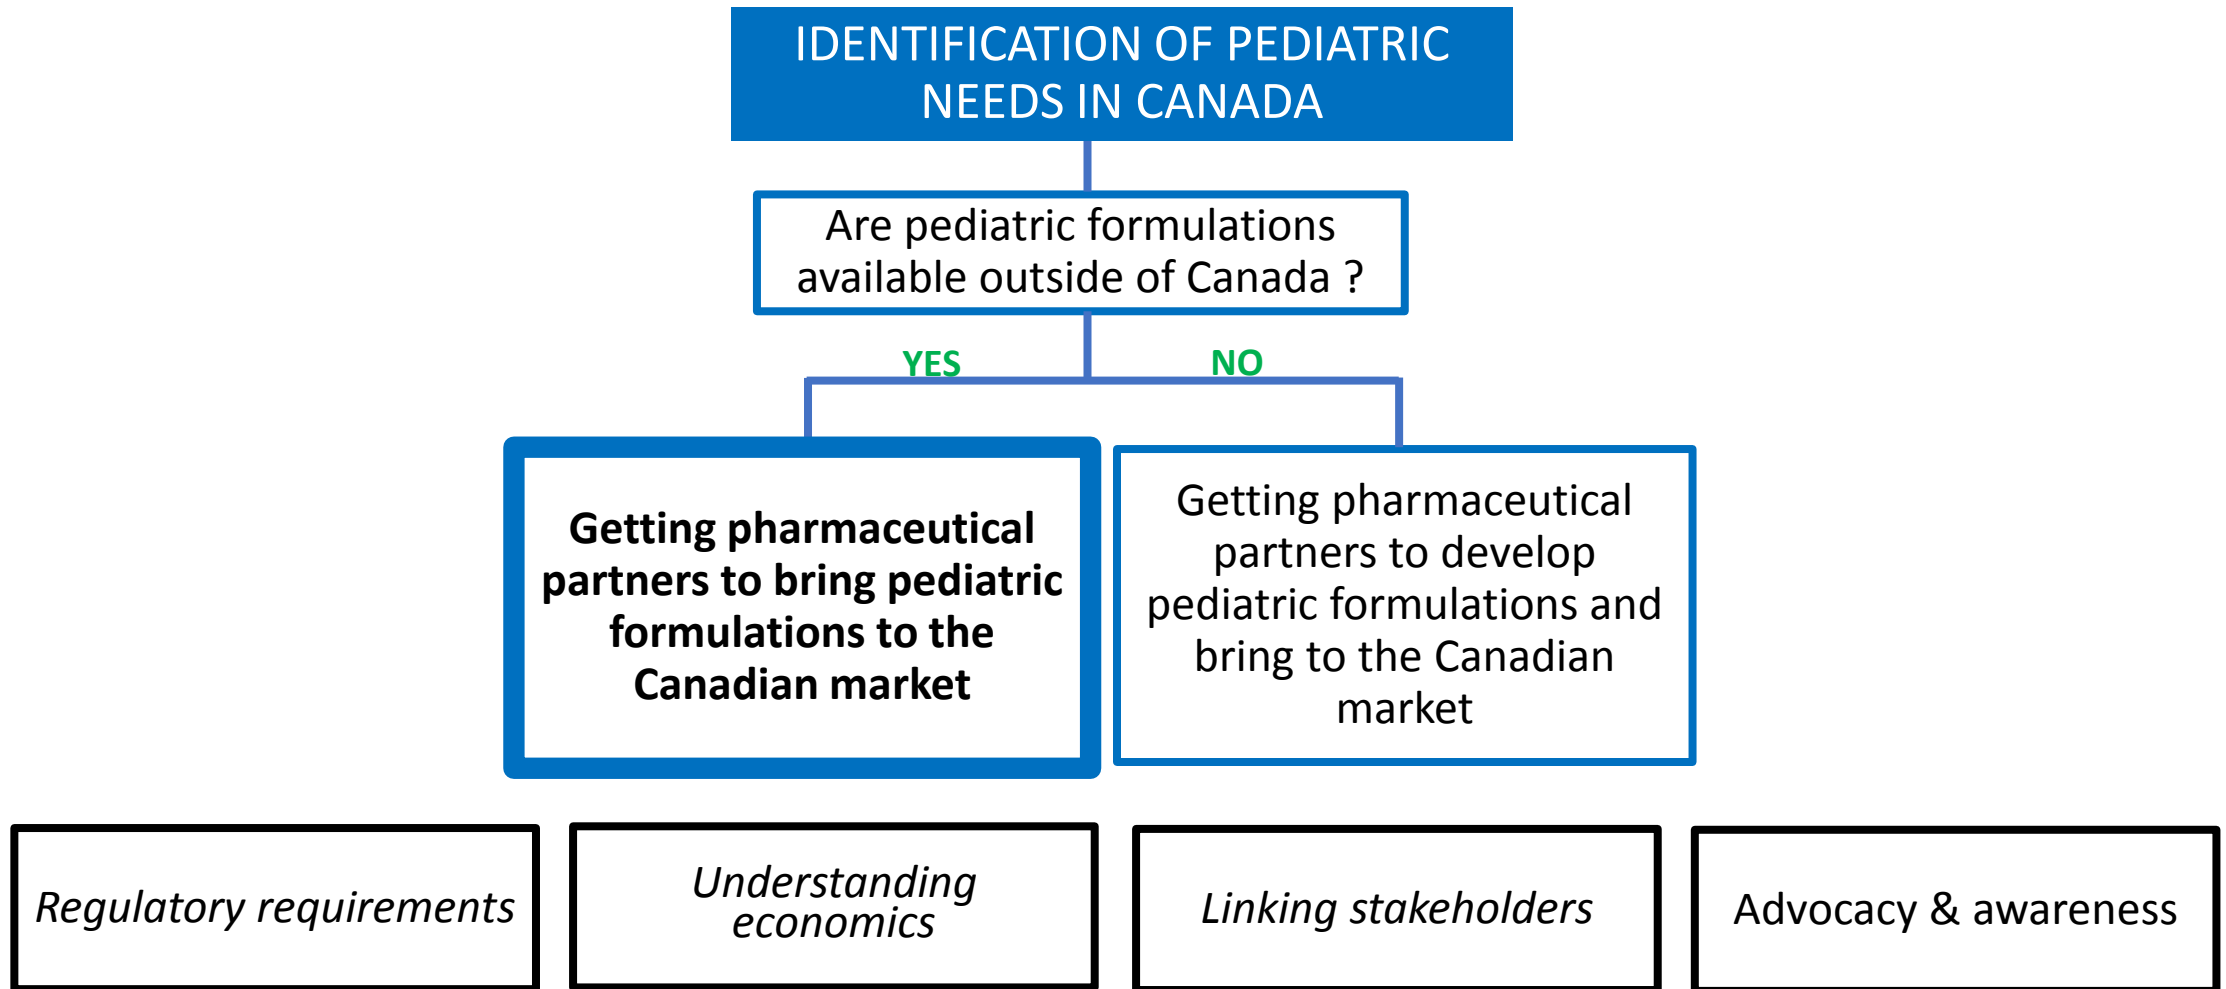 IDENTIFICATION OF PEDIATRIC
NEEDS IN CANADA
Are pediatric formulations
available outside of Canada ?
YES
NO
Getting pharmaceutical
partners to bring pediatric
formulations to the
Canadian market
Getting pharmaceutical
partners to develop
pediatric formulations and
bring to the Canadian
market
Regulatory requirements
Understanding
economics
Linking stakeholders
Advocacy & awareness